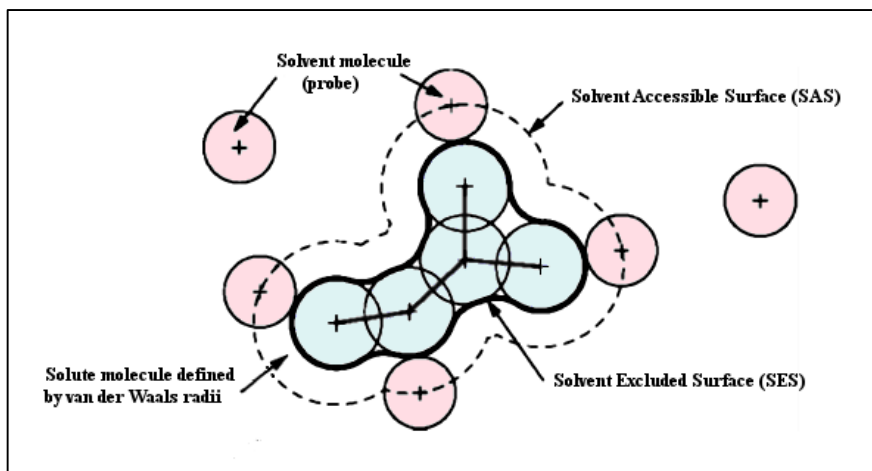 Solvent molecule
(probe)
Solvent Accessible Surface (SAS)
Solute molecule defined
by van der Waals radii
Solvent Excluded Surface (SES)